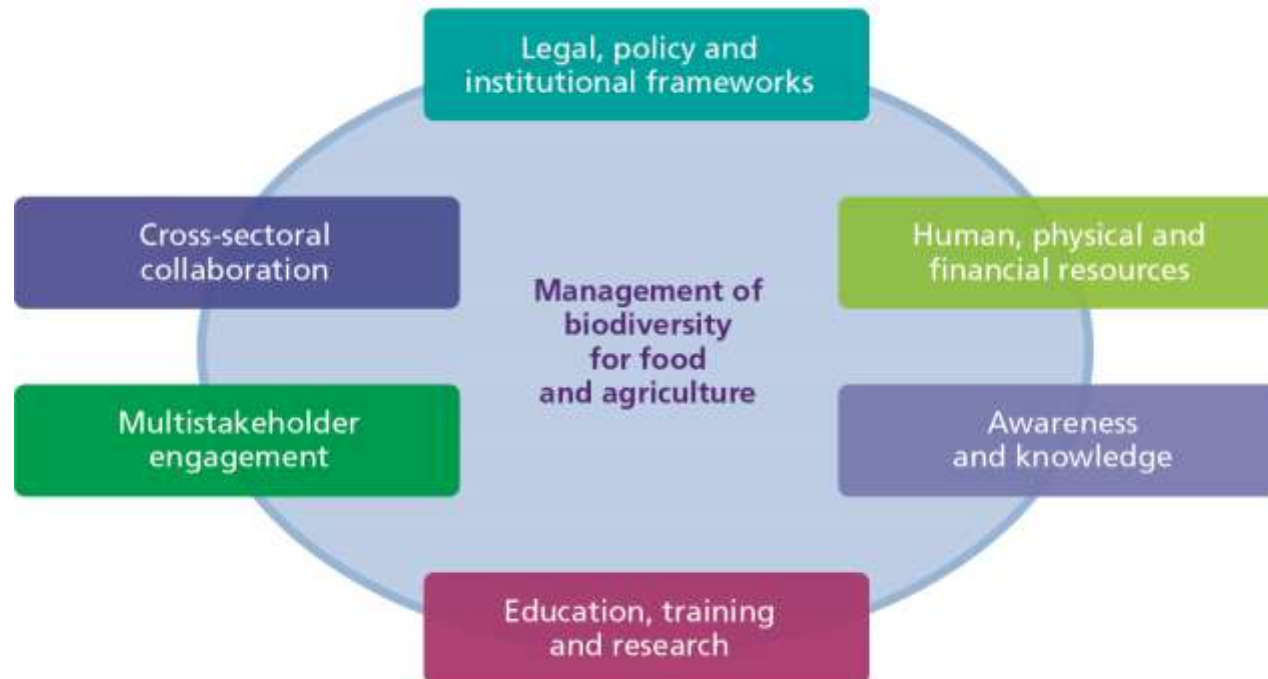 Legal, policy and
institutional frameworks
Cross-sectoral
collaboration
Human, physical and
financial resources
Management of
biodiversity
for food
and agriculture
Multistakeholder
engagement
Awareness
and knowledge
Education, training
and research